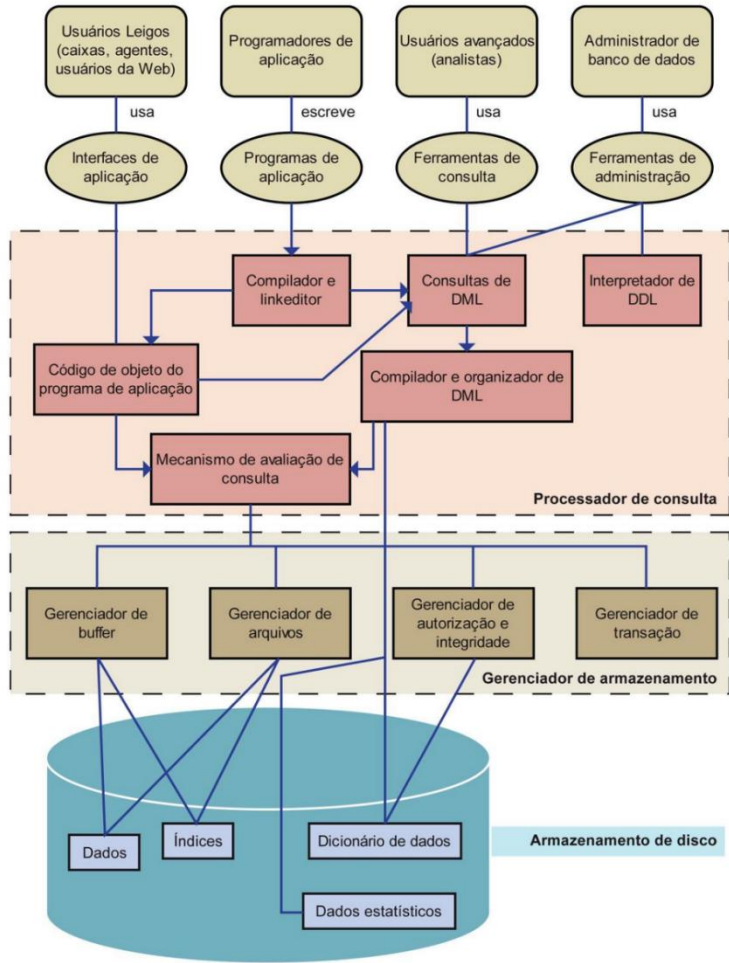 Usuários Leigos
(caixas, agentes,
usuários da Web)
Programadores de
aplicação
Usuários avançados
(analistas)
Administrador de
banco de dados
usa
escreve
usa
usa
Interfaces de
aplicação
Programas de
aplicação
Ferramentas de
consulta
Ferramentas de
administração
Compilador e
linkeditor
Consultas de
DML
Interpretador de
DDL
Código de objeto do
programa de aplicação
Compilador e organizador de
DML
Mecanismo de avaliação de
consulta
Processador de consulta
Gerenciador de
buffer
Gerenciador de
arquivos
Gerenciador de
autorização e
integridade
Gerenciador de
transação
Gerenciador de armazenamento
Dados
Índices
Dicionário de dados
Armazenamento de disco
Dados estatísticos